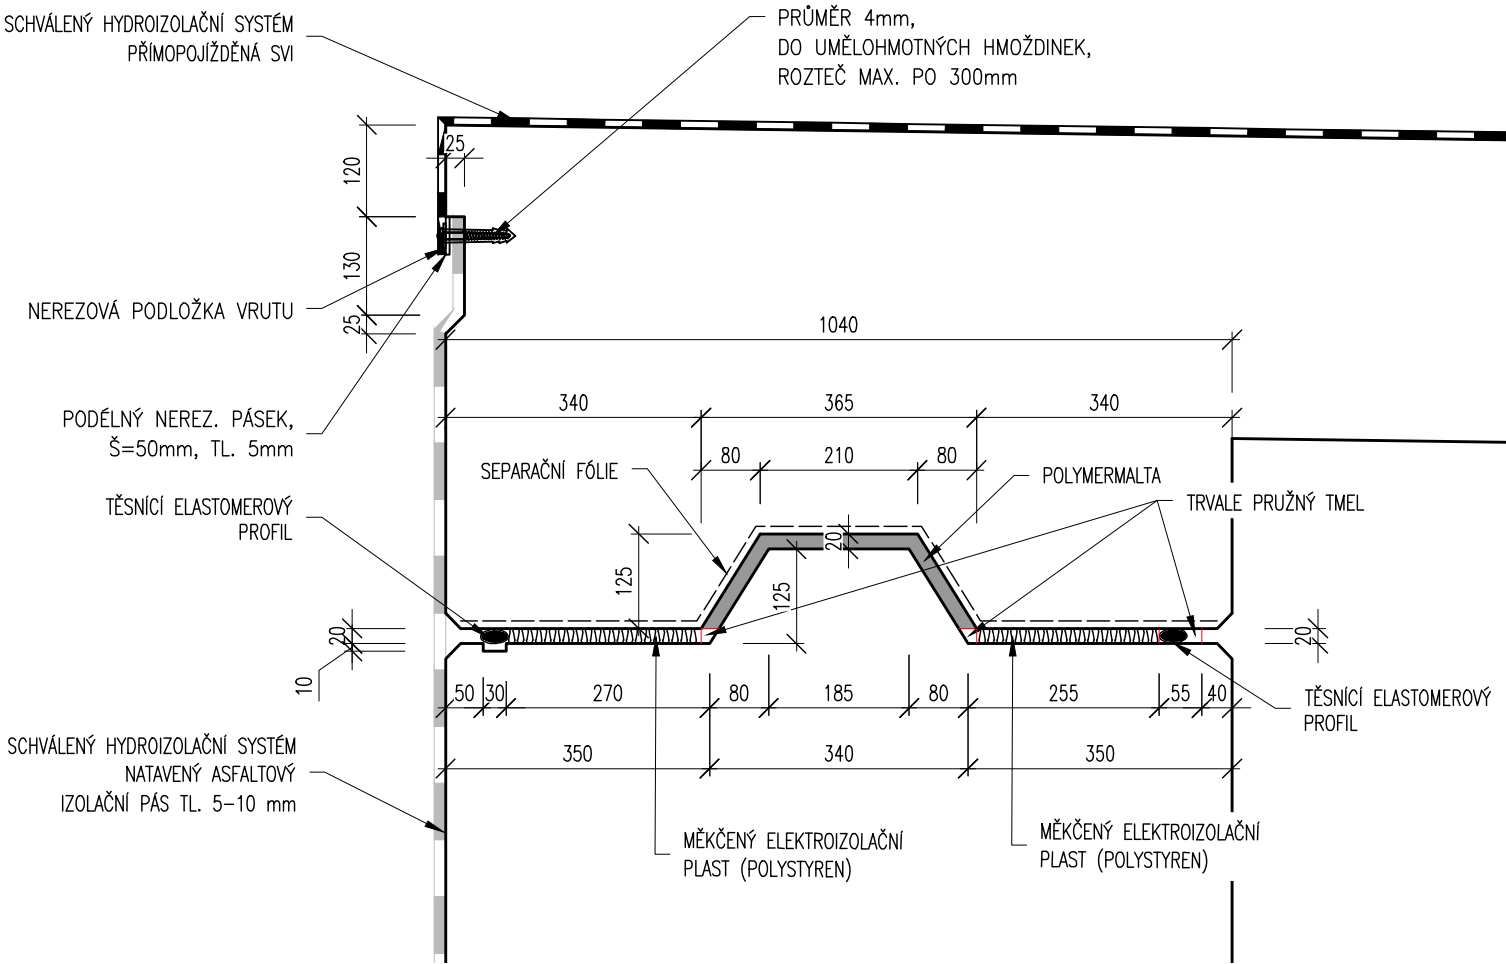 SCHVÁLENÝ HYDROIZOLAČNÍ SYSTÉM
PŘÍMOPOJÍŽDĚNÁ SVI
PRŮMĚR 4mm,
DO UMĚLOHMOTNÝCH HMOŽDINEK,
ROZTEČ MAX. PO 300mm
25
120
130
25
NEREZOVÁ PODLOŽKA VRUTU
1040
PODÉLNÝ NEREZ. PÁSEK,
Š=50mm, TL. 5mm
340
365
340
80
210
80
SEPARAČNÍ FÓLIE
POLYMERMALTA
TRVALE PRUŽNÝ TMEL
TĚSNÍCÍ ELASTOMEROVÝ
PROFIL
20
125
125
20
10
20
50
30
270
80
185
80
255
55
40
TĚSNÍCÍ ELASTOMEROVÝ
PROFIL
SCHVÁLENÝ HYDROIZOLAČNÍ SYSTÉM
NATAVENÝ ASFALTOVÝ
IZOLAČNÍ PÁS TL. 5-10 mm
350
340
350
MĚKČENÝ ELEKTROIZOLAČNÍ
PLAST (POLYSTYREN)
MĚKČENÝ ELEKTROIZOLAČNÍ
PLAST (POLYSTYREN)